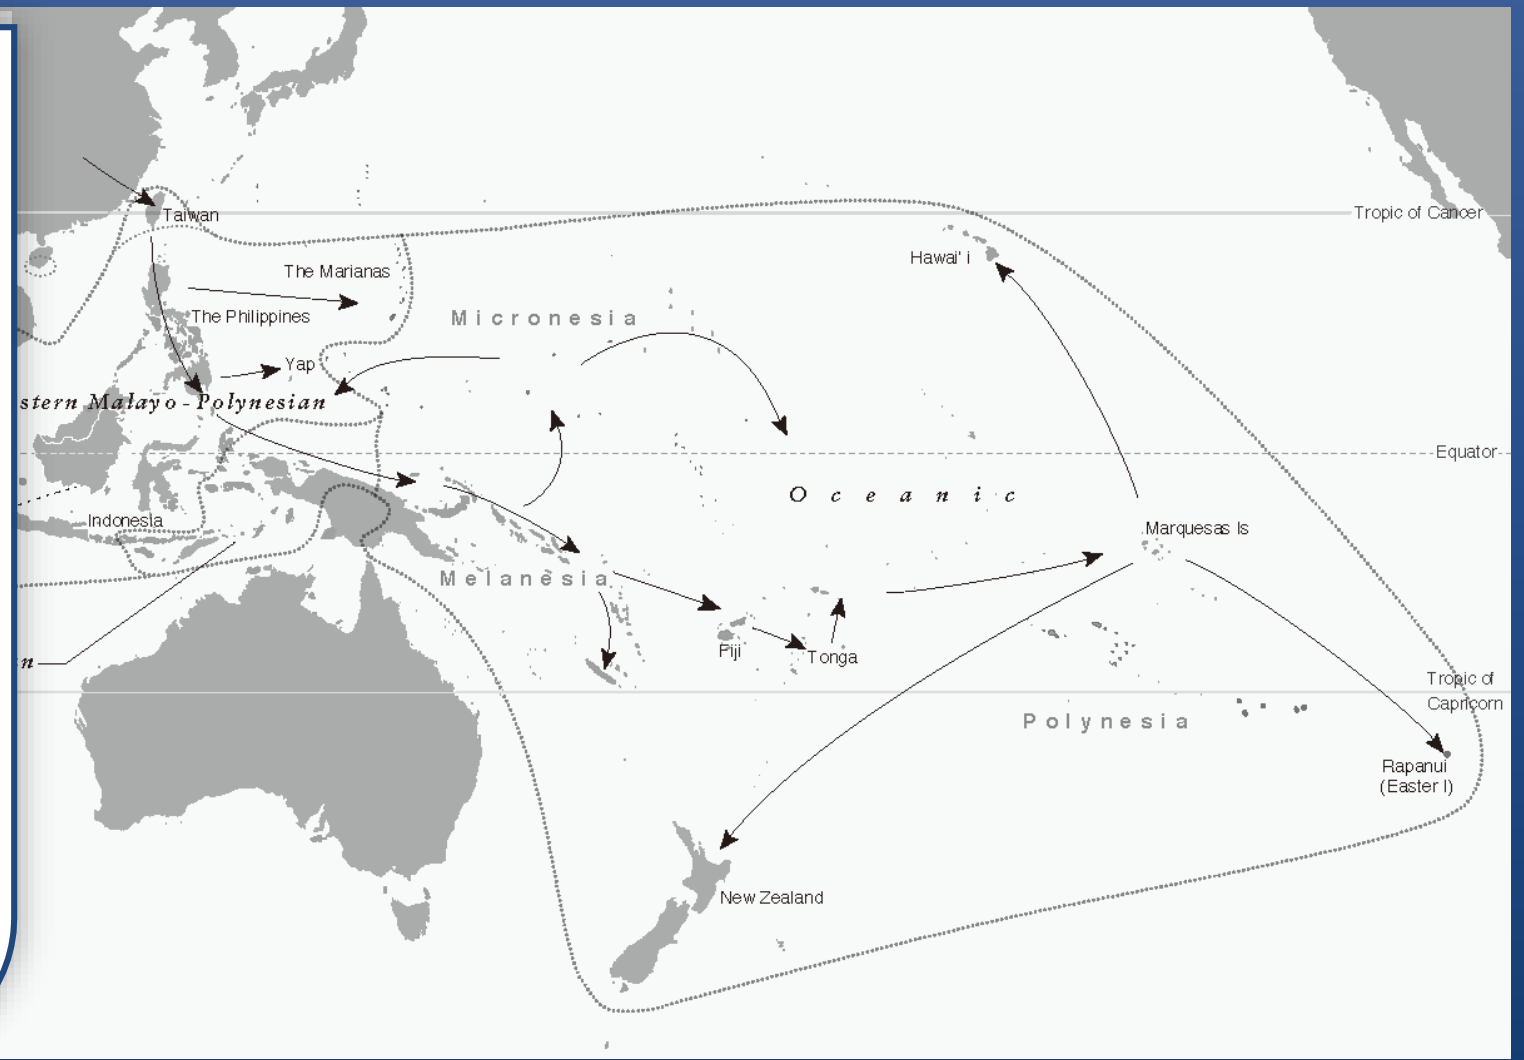 Taiwan
Tropic of Cancer
Hawai' i
The Marianas
Micronesia
The Philippines
Yap
stern Malayo-Polynesian
Equator
Oceanic
Indonesia
Marquesas Is
Melanesia
Fiji
Tonga
n
Tropic of
Capricorn
Polynesia
Rapanui
(Easter I)
New Zealand